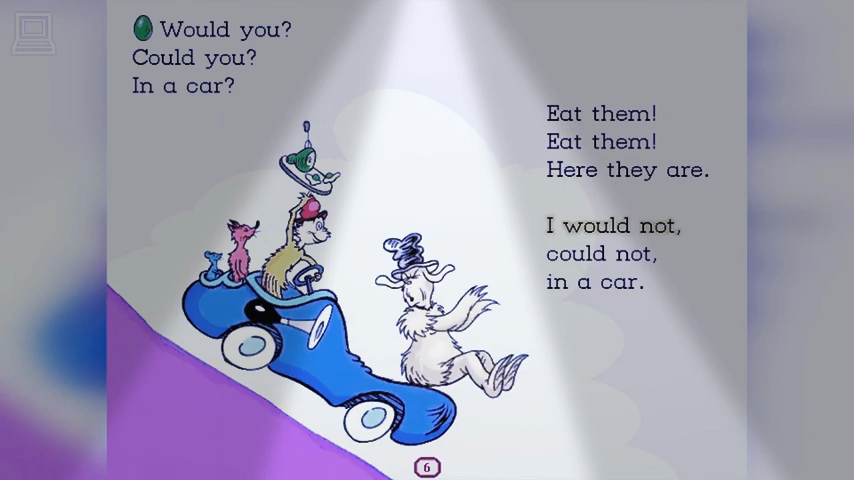 Would you?
Could you?
In a car?
Eat them!
Eat them!
Here they are.
I would not,
could not,
in a car.
6